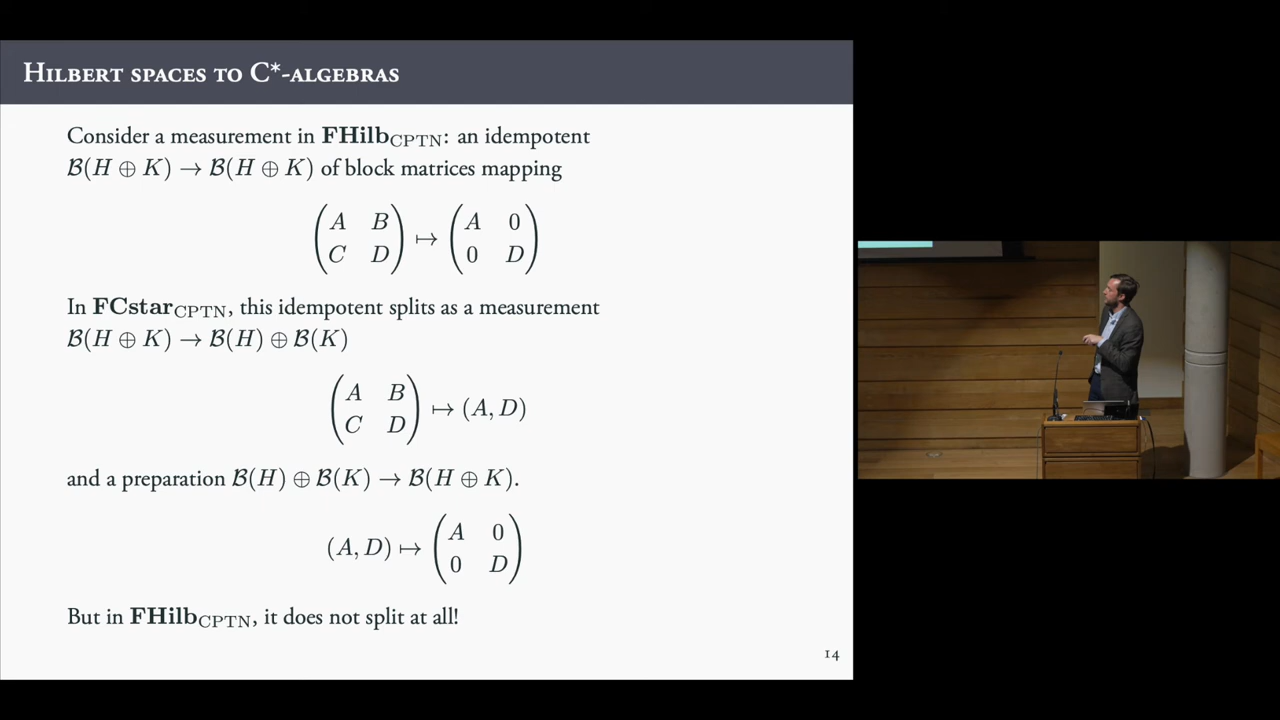 Hilbert spaces to C*-algebras
Consider a measurement in FHilb_CPTN: an idempotent
ℬ(H ⊕ K) → ℬ(H ⊕ K) of block matrices mapping
(A B; C D) ↦ (A 0; 0 D)
In FCstar_CPTN, this idempotent splits as a measurement
ℬ(H ⊕ K) → ℬ(H) ⊕ ℬ(K)
(A B; C D) ↦ (A, D)
and a preparation ℬ(H) ⊕ ℬ(K) → ℬ(H ⊕ K).
(A, D) ↦ (A 0; 0 D)
But in FHilb_CPTN, it does not split at all!
14